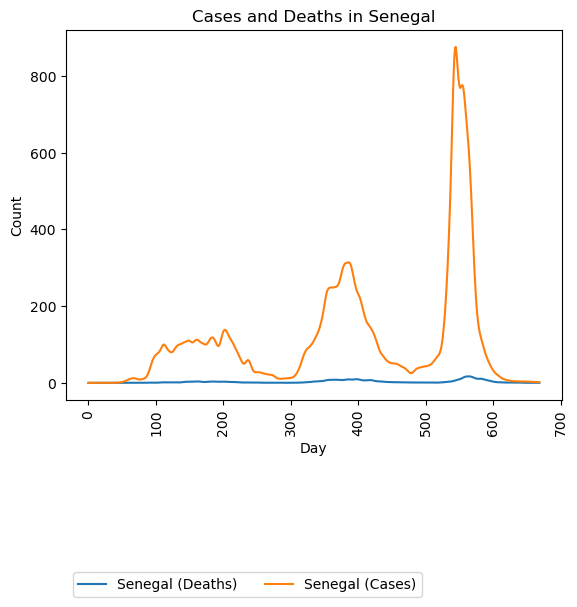 Cases and Deaths in Senegal
800
600
400
200
0
Count
0 100 200 300 400 500 600 700
Day
Senegal (Deaths) Senegal (Cases)